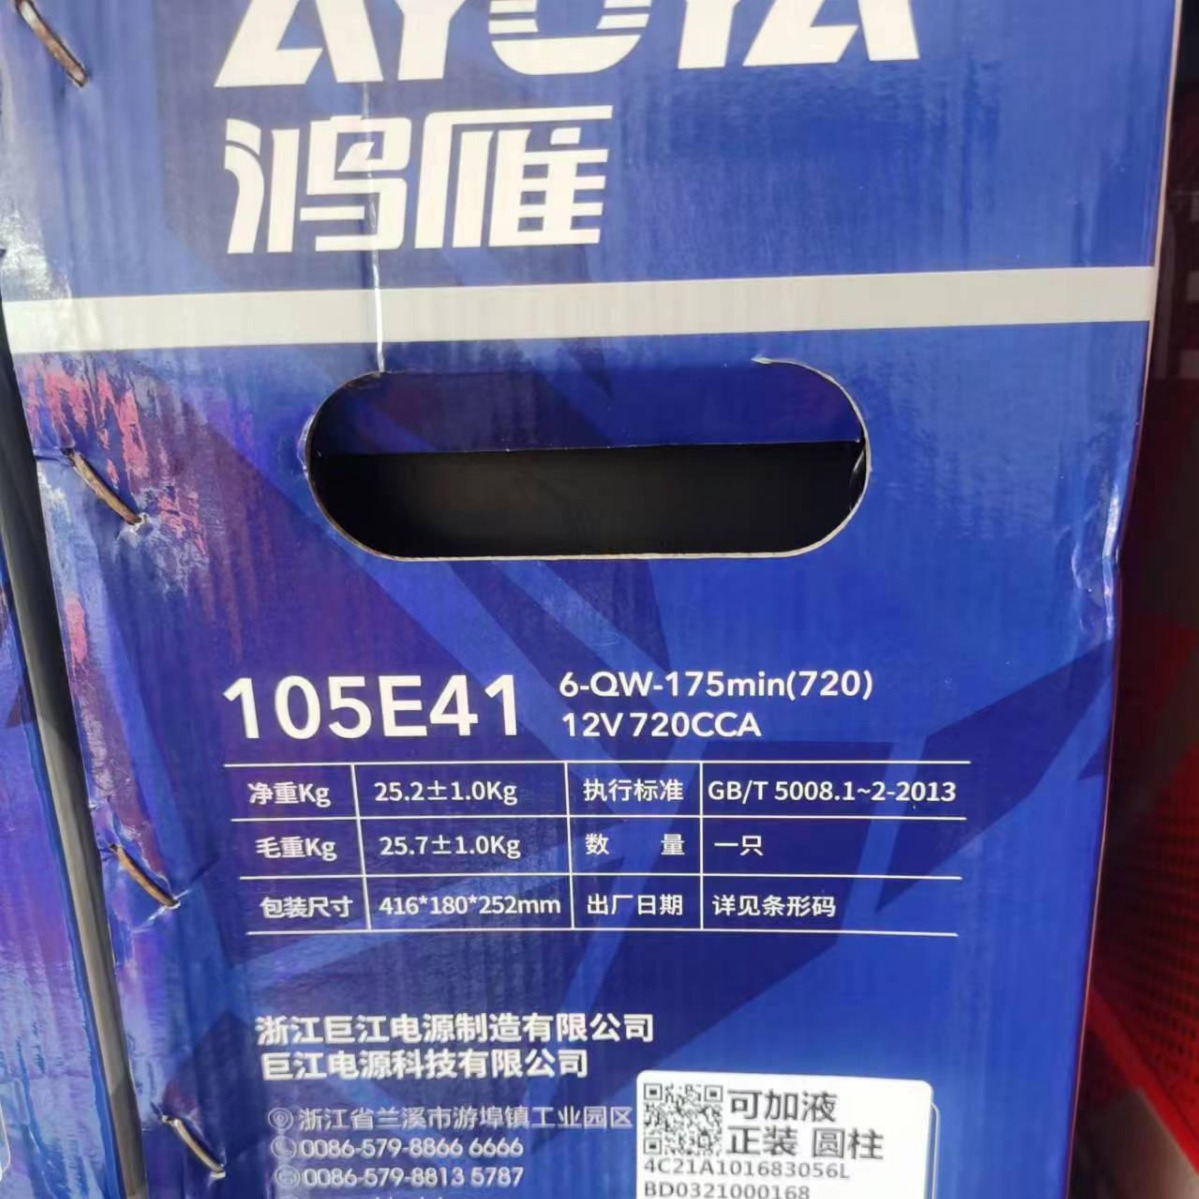 AYUYA
鸿雁
105E41
6-QW-175min(720)
12V 720CCA
净重Kg 25.2±1.0Kg 执行标准 GB/T 5008.1~2-2013
毛重Kg 25.7±1.0Kg 数 量 一只
包装尺寸 416*180*252mm 出厂日期 详见条形码
浙江巨江电源制造有限公司
巨江电源科技有限公司
浙江省兰溪市游埠镇工业园区
0086-579-8866 6666
0086-579-8813 5787
可加液
正装 圆柱
4C21A101683056L
BD0321000168